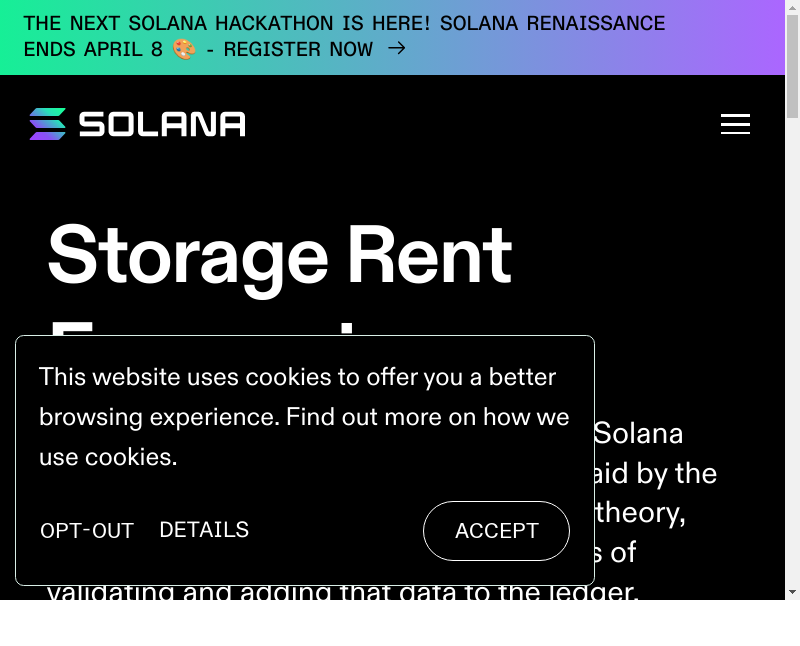 THE NEXT SOLANA HACKATHON IS HERE! SOLANA RENAISSANCE
ENDS APRIL 8 🎨 - REGISTER NOW →
SOLANA
Storage Rent
This website uses cookies to offer you a better
browsing experience. Find out more on how we
use cookies.
OPT-OUT DETAILS ACCEPT
Solana
by the
theory,
of
validating and adding that data to the ledger.